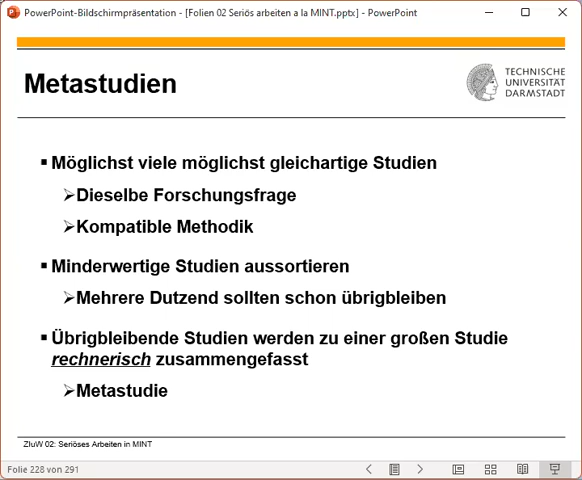 PowerPoint-Bildschirmpräsentation - [Folien 02 Seriös arbeiten a la MINT.pptx] - PowerPoint
Metastudien
TECHNISCHE
UNIVERSITÄT
DARMSTADT
▪ Möglichst viele möglichst gleichartige Studien
➢Dieselbe Forschungsfrage
➢Kompatible Methodik
▪ Minderwertige Studien aussortieren
➢Mehrere Dutzend sollten schon übrigbleiben
▪ Übrigbleibende Studien werden zu einer großen Studie
rechnerisch zusammengefasst
➢Metastudie
ZIuW 02: Seriöses Arbeiten in MINT
Folie 228 von 291